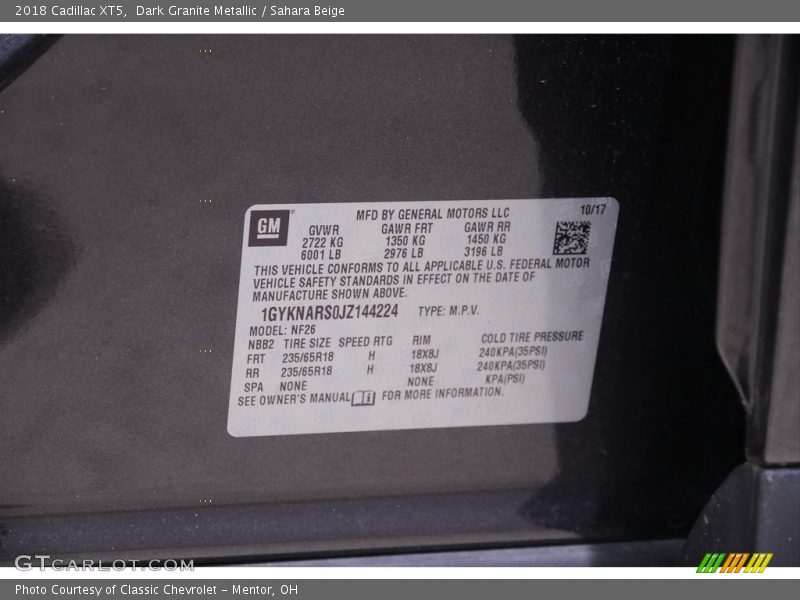 2018 Cadillac XT5, Dark Granite Metallic / Sahara Beige
GM MFD BY GENERAL MOTORS LLC 10/17
GVWR GAWR FRT GAWR RR
2722 KG 1350 KG 1450 KG
6001 LB 2976 LB 3196 LB
THIS VEHICLE CONFORMS TO ALL APPLICABLE U.S. FEDERAL MOTOR
VEHICLE SAFETY STANDARDS IN EFFECT ON THE DATE OF
MANUFACTURE SHOWN ABOVE.
1GYKNARS0JZ144224 TYPE: M.P.V.
MODEL: NF26
NBB2 TIRE SIZE SPEED RTG RIM COLD TIRE PRESSURE
FRT 235/65R18 H 18X8J 240KPA(35PSI)
RR 235/65R18 H 18X8J 240KPA(35PSI)
SPA NONE NONE KPA(PSI)
SEE OWNER'S MANUAL FOR MORE INFORMATION.
GTCARLOT.COM
Photo Courtesy of Classic Chevrolet - Mentor, OH